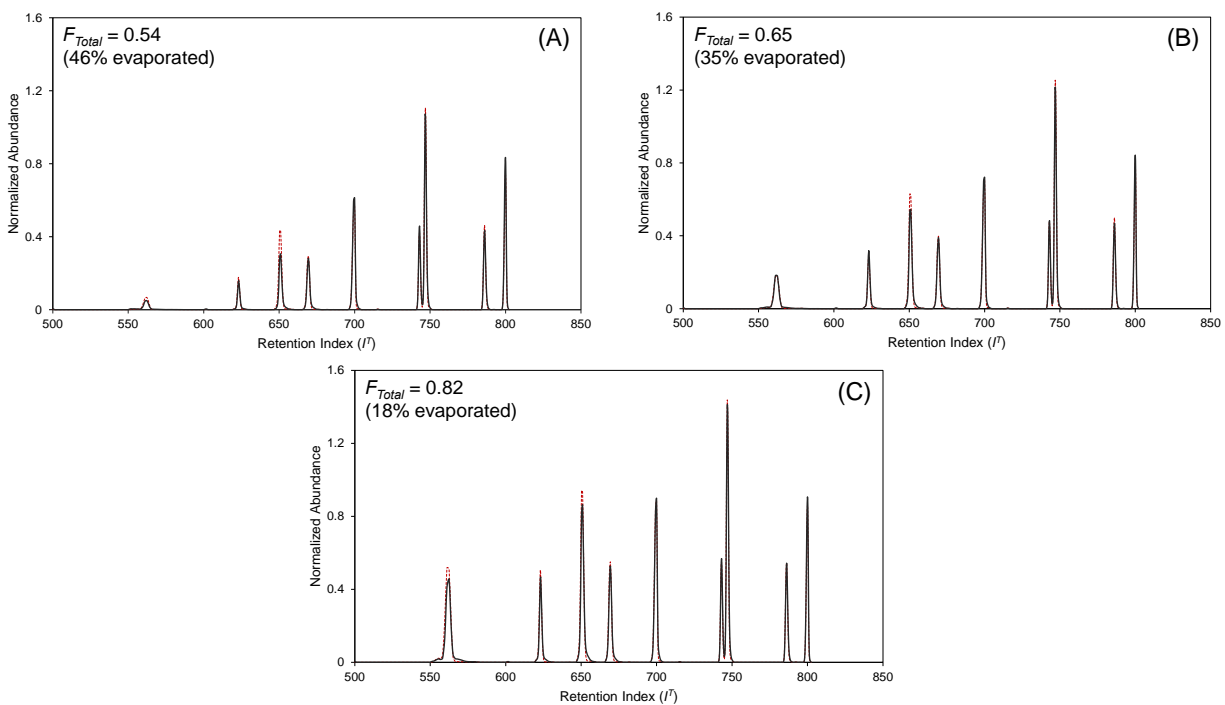 F_Total = 0.54
(46% evaporated)
(A)
Normalized Abundance
1.6
1.2
0.8
0.4
0
500
550
600
650
700
750
800
850
Retention Index (I^T)
F_Total = 0.65
(35% evaporated)
(B)
Normalized Abundance
1.6
1.2
0.8
0.4
0
500
550
600
650
700
750
800
850
Retention Index (I^T)
F_Total = 0.82
(18% evaporated)
(C)
Normalized Abundance
1.6
1.2
0.8
0.4
0
500
550
600
650
700
750
800
850
Retention Index (I^T)